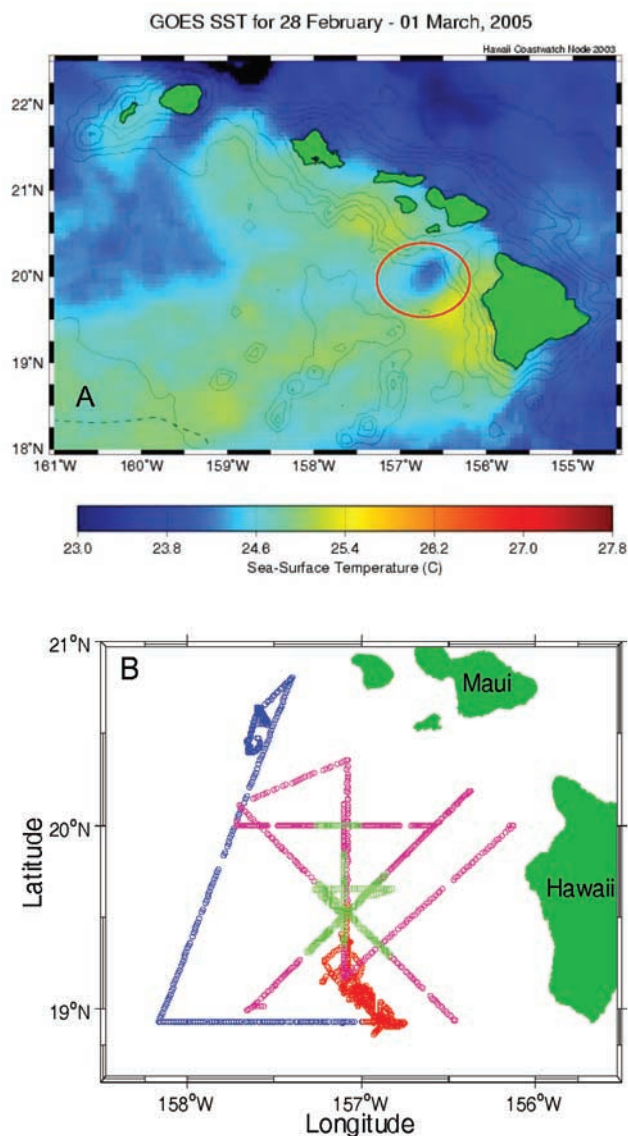 GOES SST for 28 February - 01 March, 2005
Hawaii Coastwatch Node 2003
22°N
21°N
20°N
19°N
18°N
A
161°W 160°W 159°W 158°W 157°W 156°W 155°W
23.0 23.8 24.6 25.4 26.2 27.0 27.8
Sea-Surface Temperature (C)
21°N
B
Maui
20°N
Latitude
Hawaii
19°N
158°W 157°W 156°W
Longitude